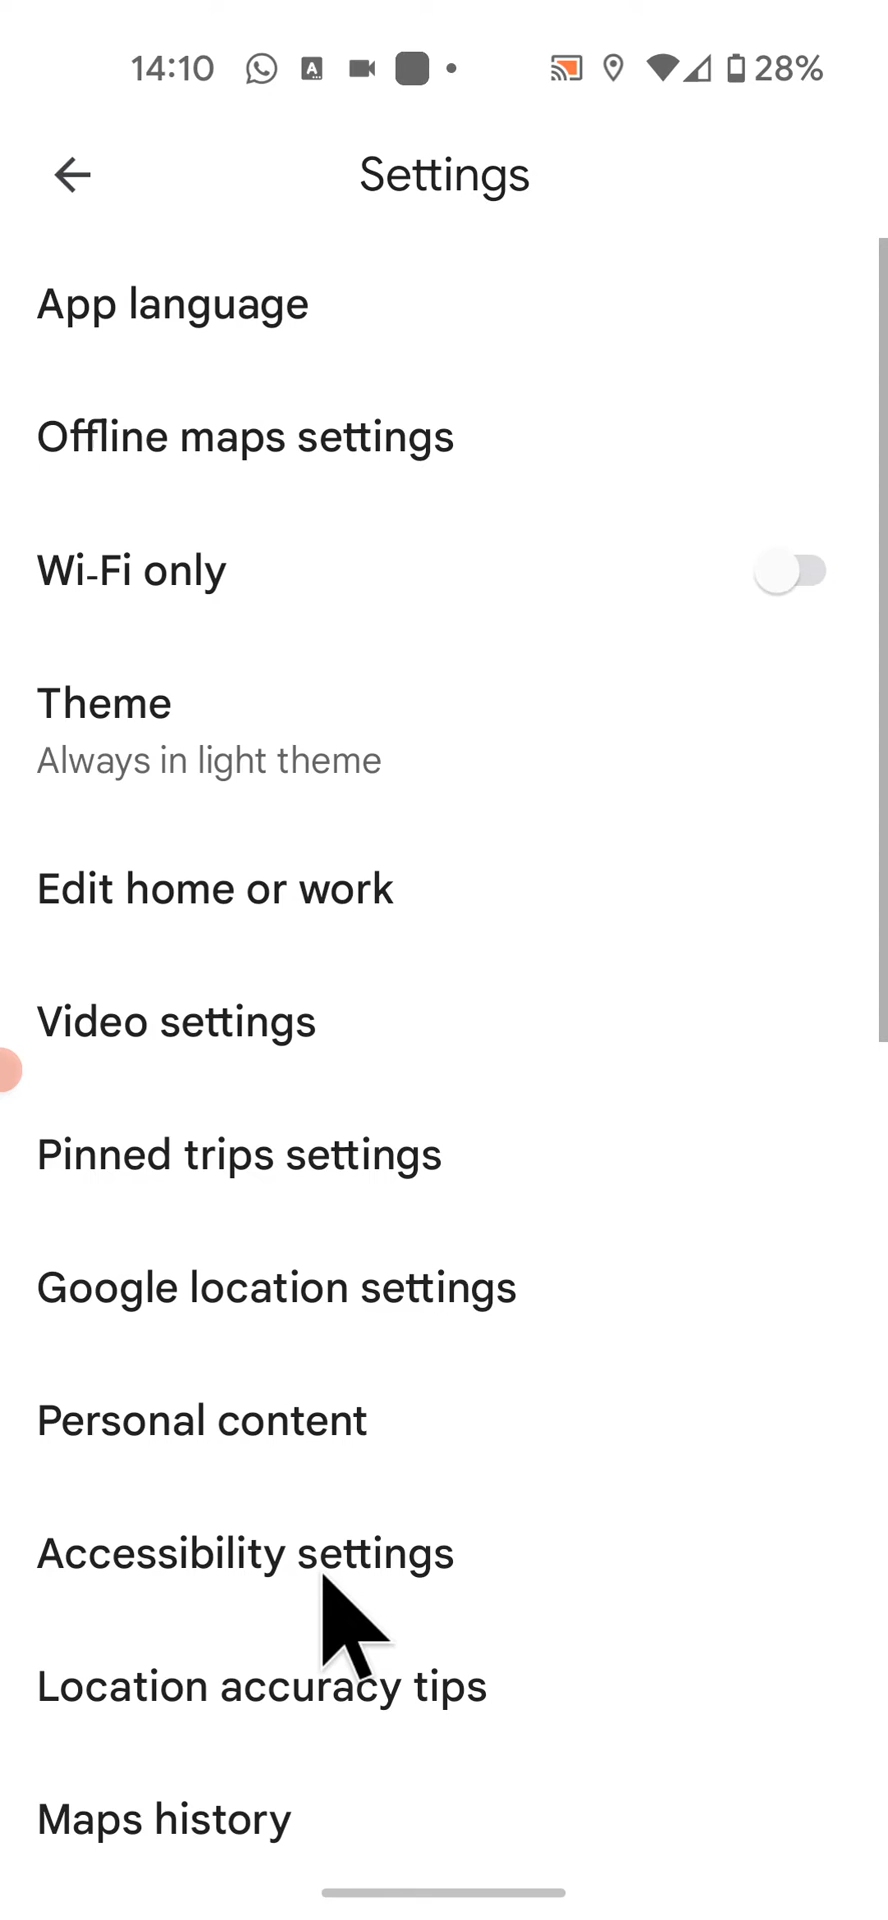 14:10 28%
Settings
App language
Offline maps settings
Wi-Fi only
Theme
Always in light theme
Edit home or work
Video settings
Pinned trips settings
Google location settings
Personal content
Accessibility settings
Location accuracy tips
Maps history